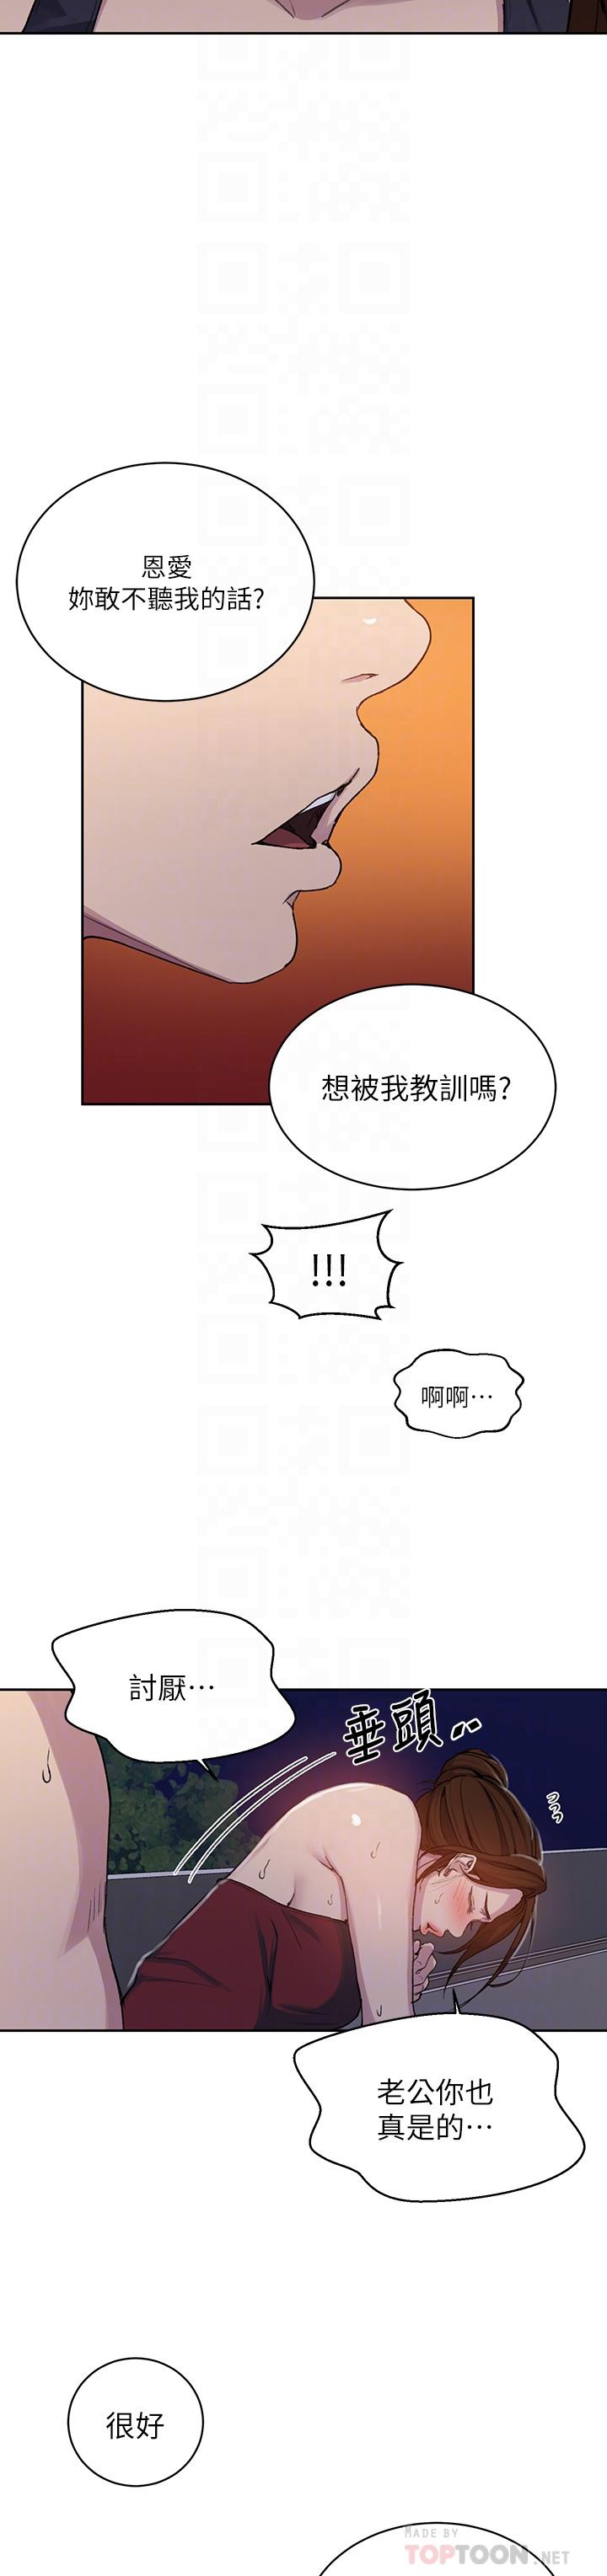 恩愛
妳敢不聽我的話?
想被我教訓嗎?
!!!
啊啊…
討厭…
垂頭..
老公你也
真是的…
很好
MADE BY
TOPTOON.NET